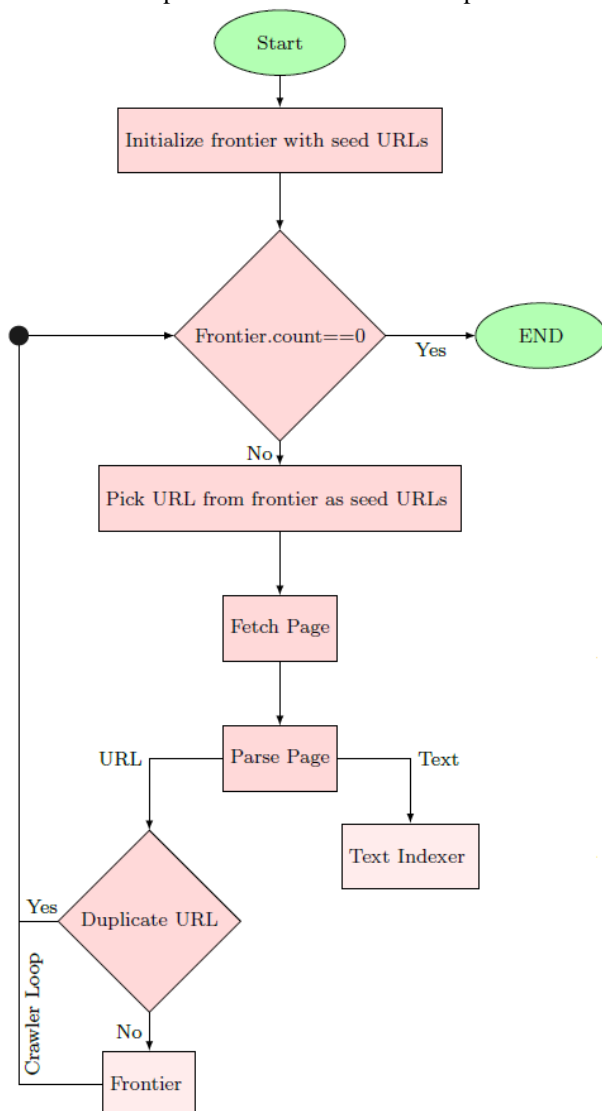 Start
Initialize frontier with seed URLs
Frontier.count==0
Yes
END
No
Pick URL from frontier as seed URLs
Fetch Page
Parse Page
URL
Text
Text Indexer
Duplicate URL
Yes
Crawler Loop
No
Frontier